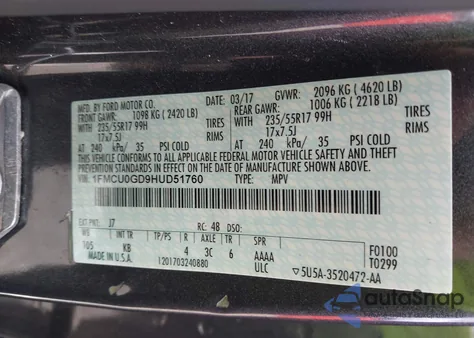 MFD. BY FORD MOTOR CO.
03/17 GVWR: 2096 KG (4620 LB)
FRONT GAWR: 1098 KG (2420 LB) REAR GAWR: 1006 KG (2218 LB)
WITH 235/55R17 99H TIRES WITH 235/55R17 99H TIRES
17x7.5J RIMS 17x7.5J RIMS
AT 240 kPa/ 35 PSI COLD AT 240 kPa/ 35 PSI COLD
THIS VEHICLE CONFORMS TO ALL APPLICABLE FEDERAL MOTOR VEHICLE SAFETY, BUMPER,
AND THEFT PREVENTION STANDARDS IN EFFECT ON THE DATE OF MANUFACTURE SHOWN ABOVE.
VIN: 1FMCU0GD9HUD51760 TYPE: MPV
EXT PNT: J7 RC: 48 DSO:
WB INT TR TP/PS R AXLE TR SPR
105 KB 4 3C 6 AAAA F0100
MADE IN U.S.A. 1201703240880 ULC T0299
5U5A-3520472-AA
autoSnap